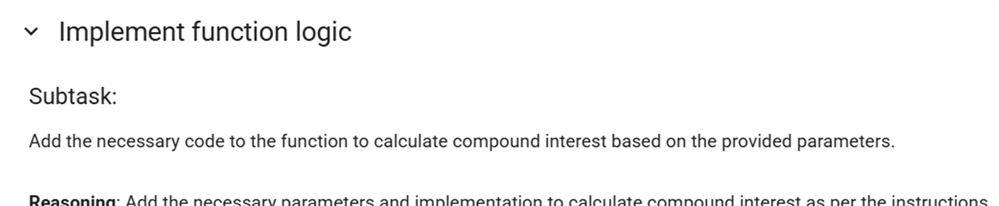 Implement function logic
Subtask:
Add the necessary code to the function to calculate compound interest based on the provided parameters.
Reasoning: Add the necessary parameters and implementation to calculate compound interest as per the instructions.